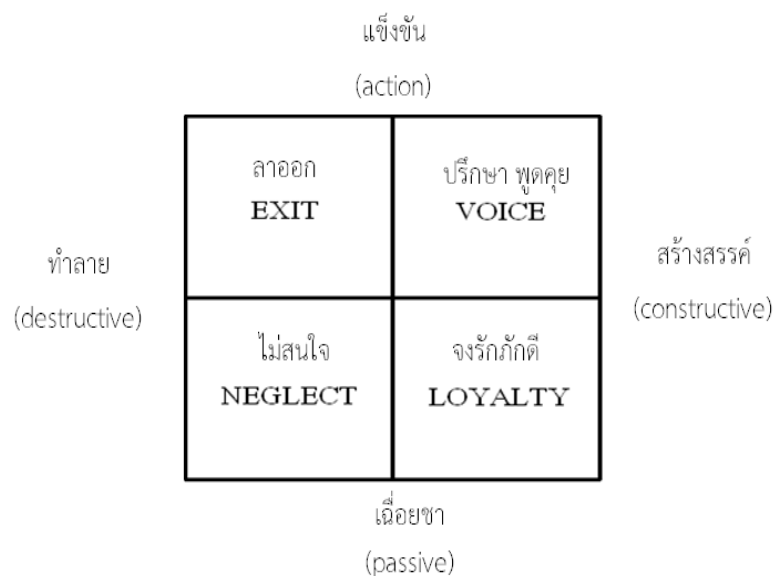 แข็งขัน
(action)
ลาออก
EXIT
ปรึกษา พูดคุย
VOICE
ทำลาย
(destructive)
สร้างสรรค์
(constructive)
ไม่สนใจ
NEGLECT
จงรักภักดี
LOYALTY
เฉื่อยชา
(passive)